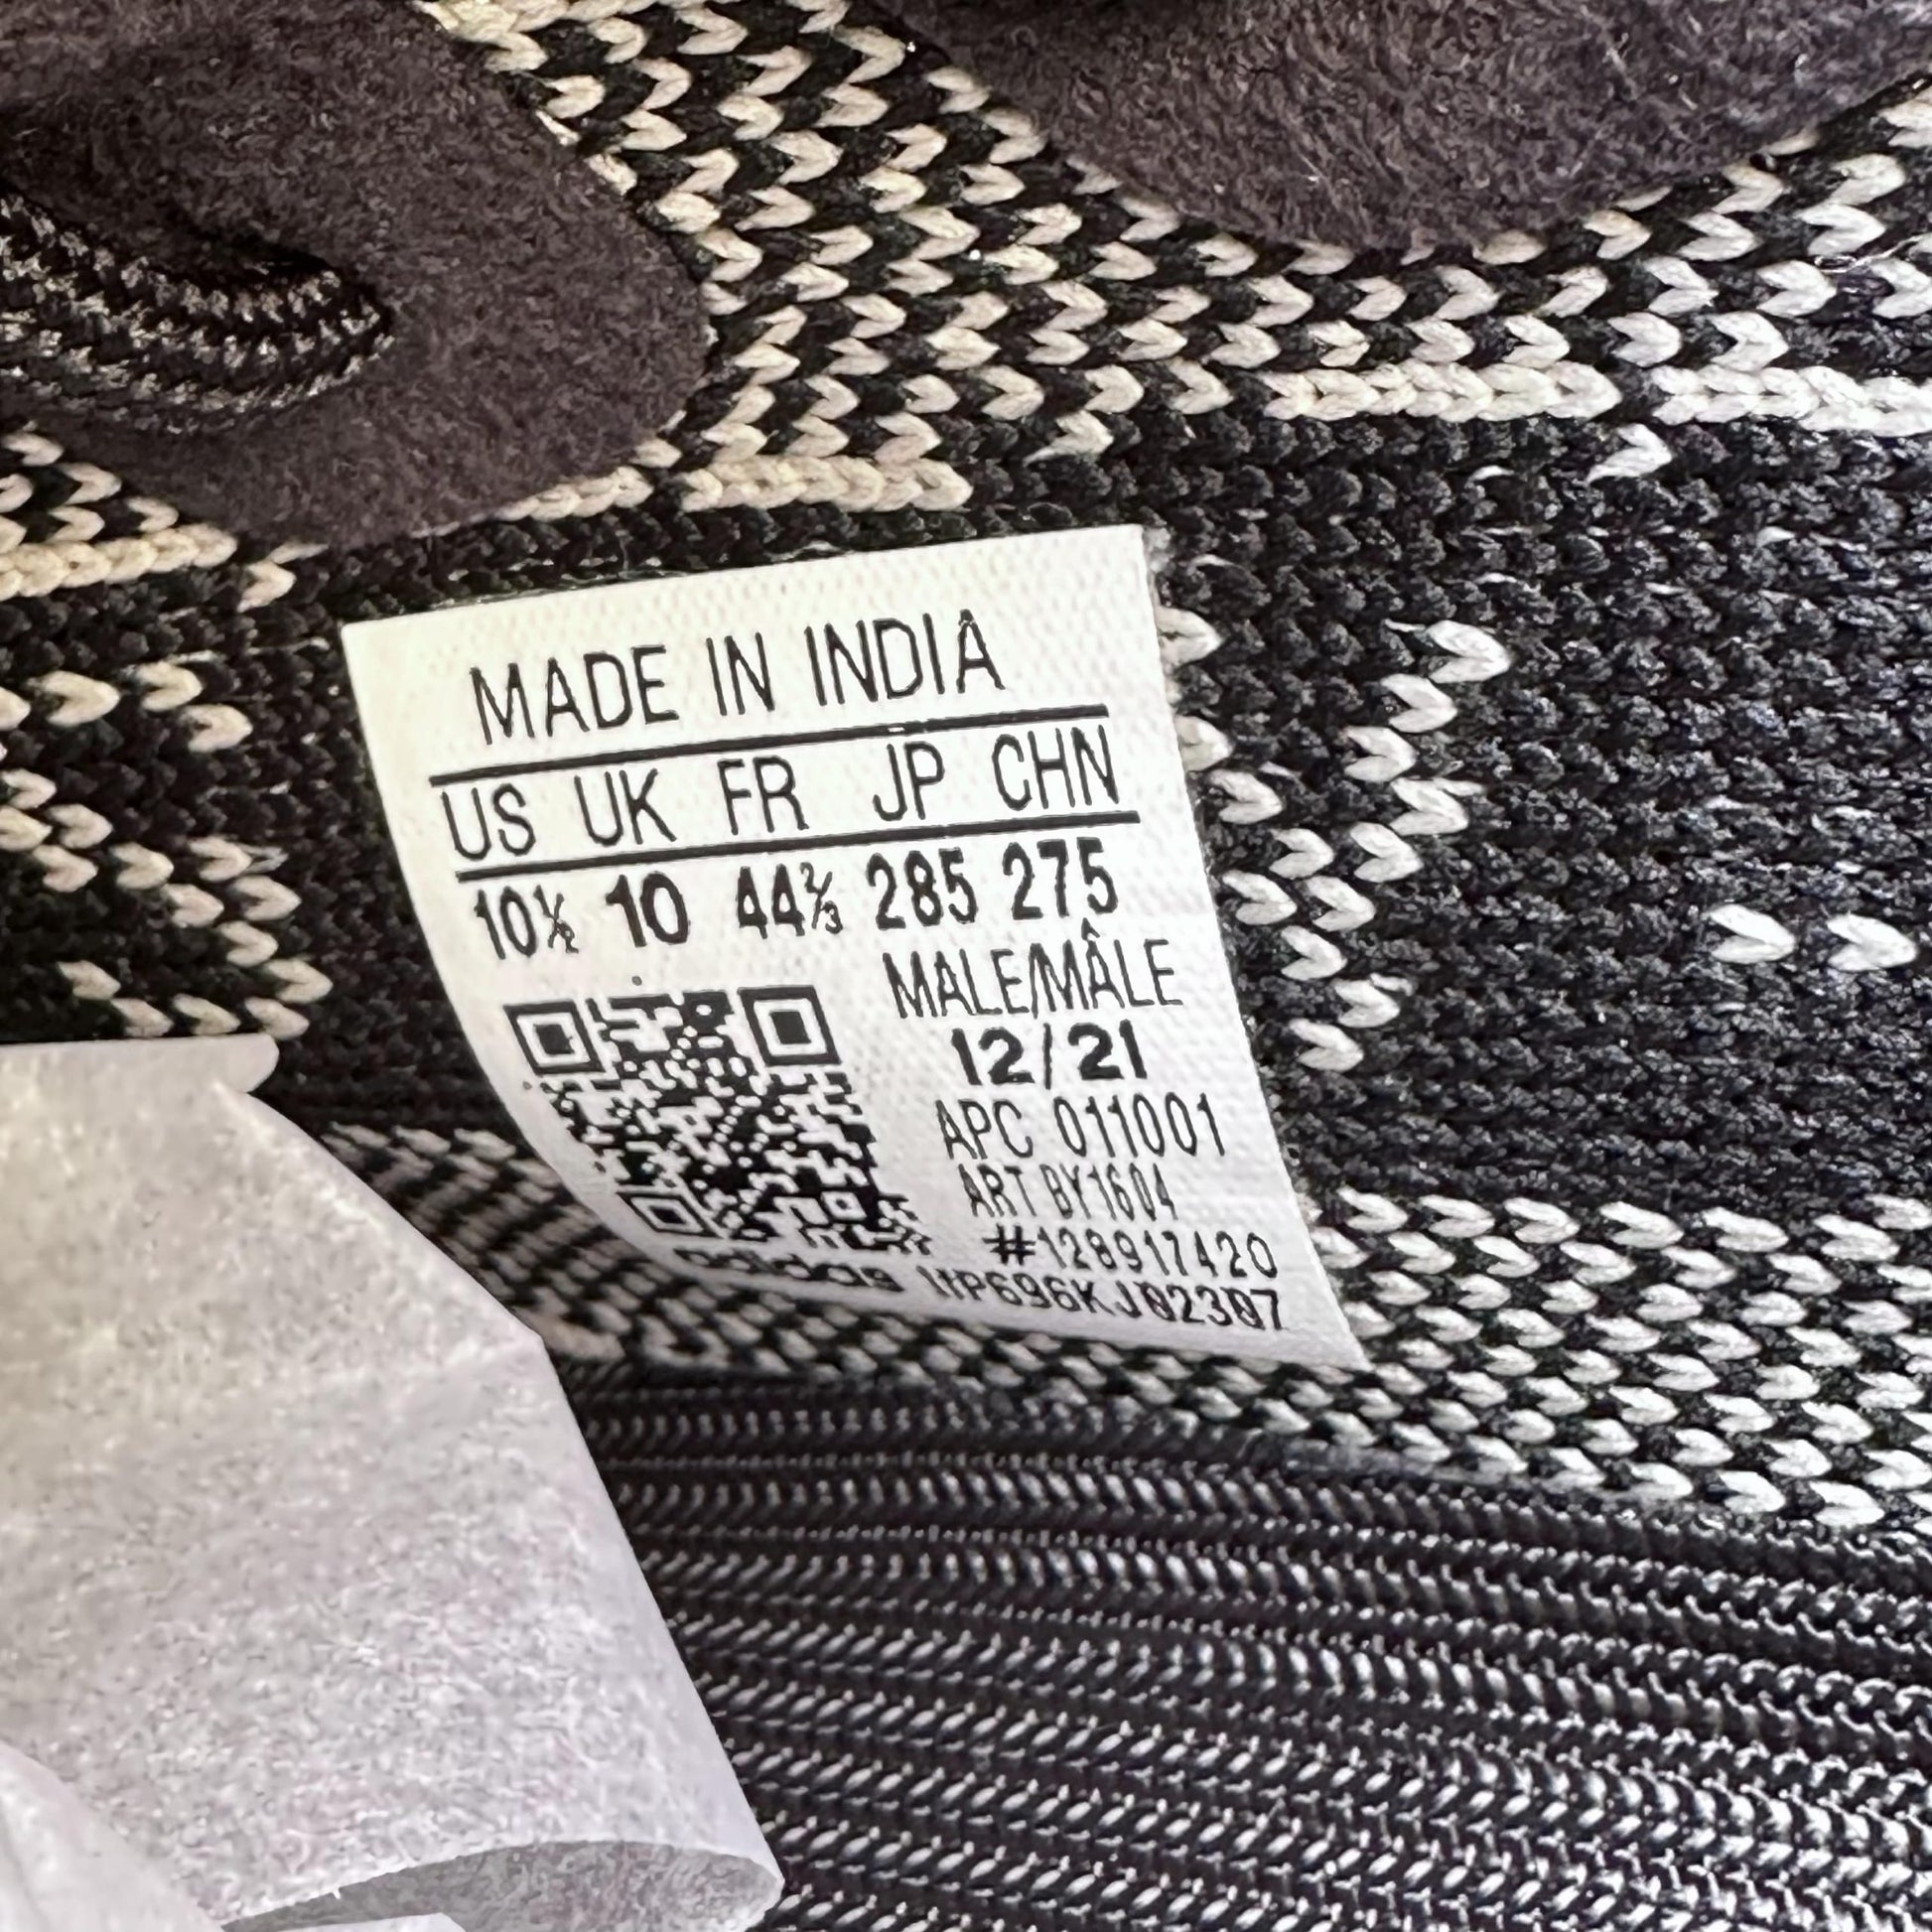 MADE IN INDIA
US UK FR JP CHN
10½ 10 44⅔ 285 275
MALE/MÂLE
12/21
APC 011001
ART BY1604
#128917420
adidas